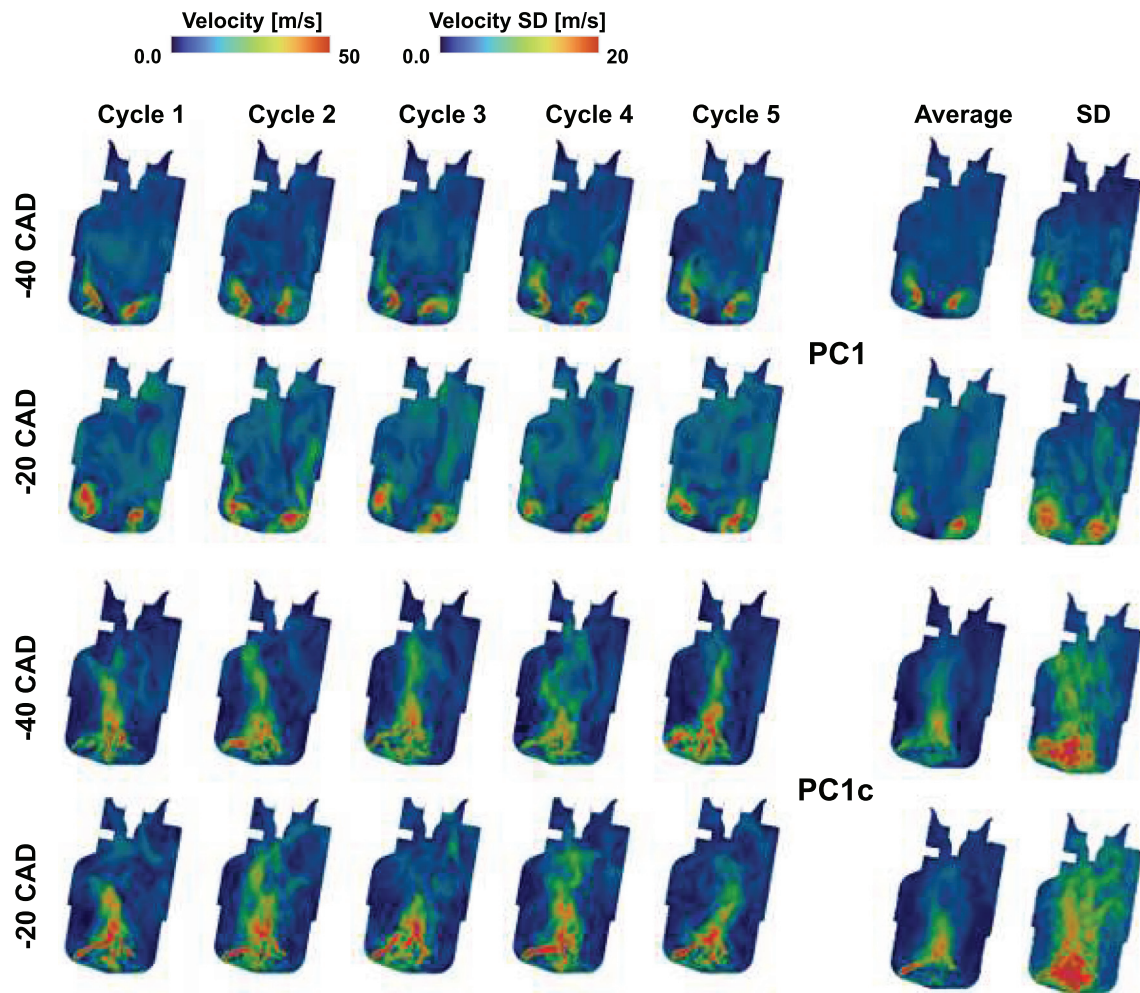 Velocity [m/s] Velocity SD [m/s]
0.0 50 0.0 20
Cycle 1 Cycle 2 Cycle 3 Cycle 4 Cycle 5 Average SD
-40 CAD
PC1
-20 CAD
-40 CAD
PC1c
-20 CAD